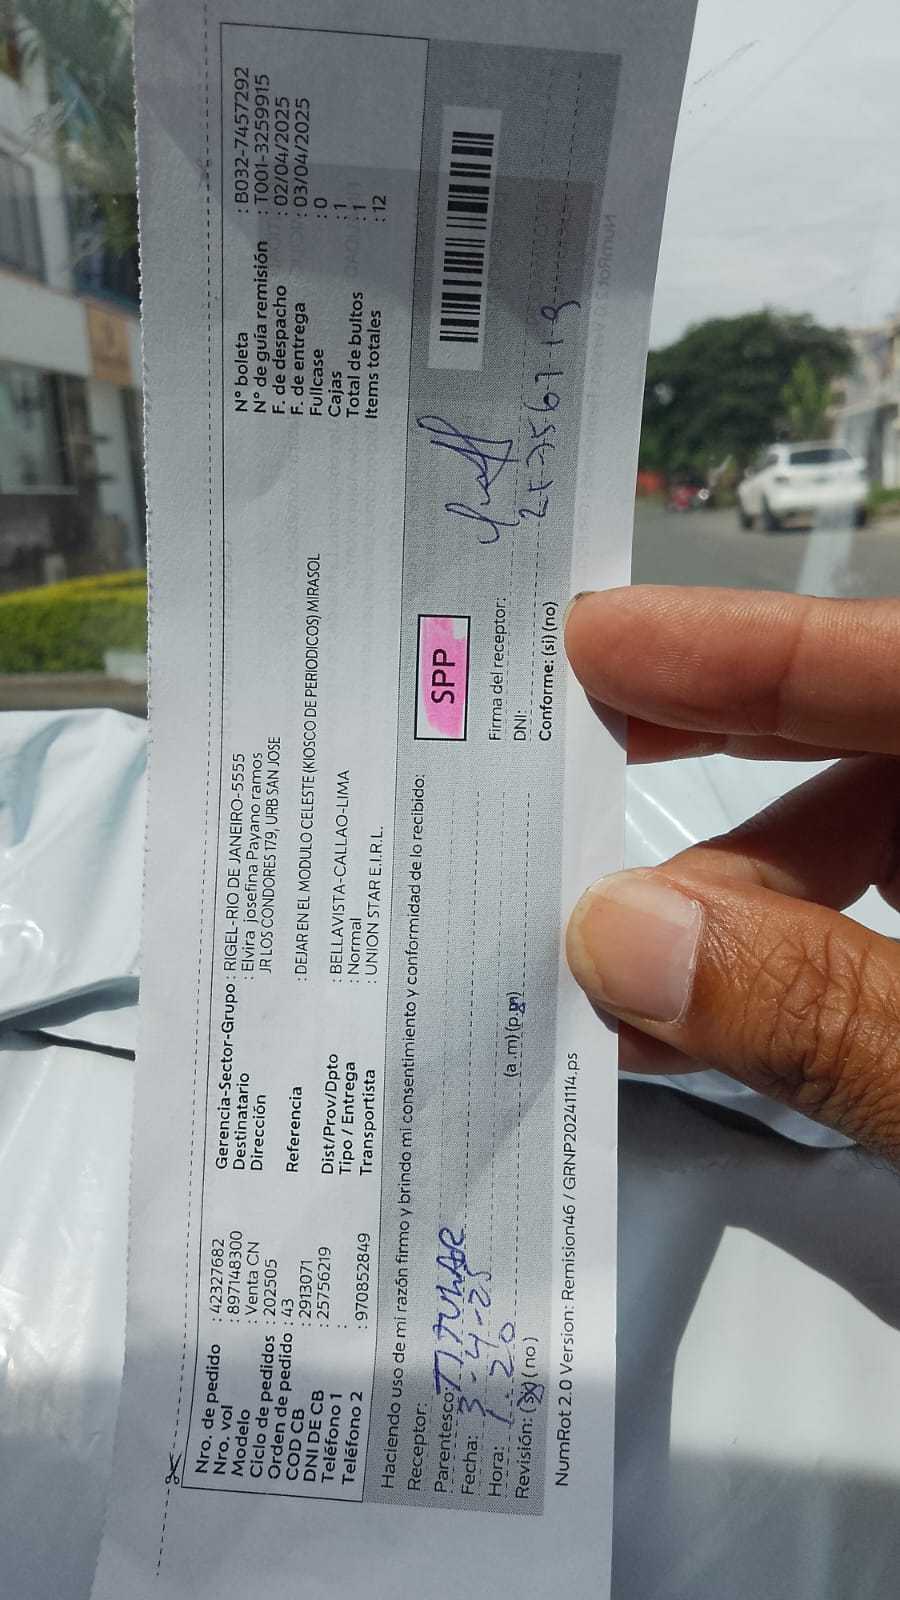 Nro. de pedido : 42327682
Nro. vol : 897148300
Modelo : Venta CN
Ciclo de pedidos : 202505
Orden de pedido : 43
COD CB : 2913071
DNI DE CB : 25756219
Teléfono 1 :
Teléfono 2 : 970852849
Gerencia-Sector-Grupo : RIGEL-RIO DE JANEIRO-5555
Destinatario : Elvira Josefina Payano ramos
Dirección : JR LOS CONDORES 179, URB SAN JOSE
Referencia : DEJAR EN EL MODULO CELESTE (KIOSCO DE PERIODICOS) MIRASOL
Dist/Prov/Dpto : BELLAVISTA-CALLAO-LIMA
Tipo / Entrega : Normal
Transportista : UNION STAR E.I.R.L.
N° boleta : B032-7457292
N° de guía remisión : T001-3259915
F. de despacho : 02/04/2025
F. de entrega : 03/04/2025
Fullcase : 0
Cajas : 1
Total de bultos : 1
Items totales : 12
Haciendo uso de mi razón firmo y brindo mi consentimiento y conformidad de lo recibido:
SPP
Receptor:
Parentesco: TITULAR
Fecha: 3-4-25
Hora: 1-20 (a.m) (p.m)
Revisión: (si) (no)
Firma del receptor:
DNI:
Conforme: (si) (no)
NumRot 2.0 Version: Remision46 / GRNP20241114.ps